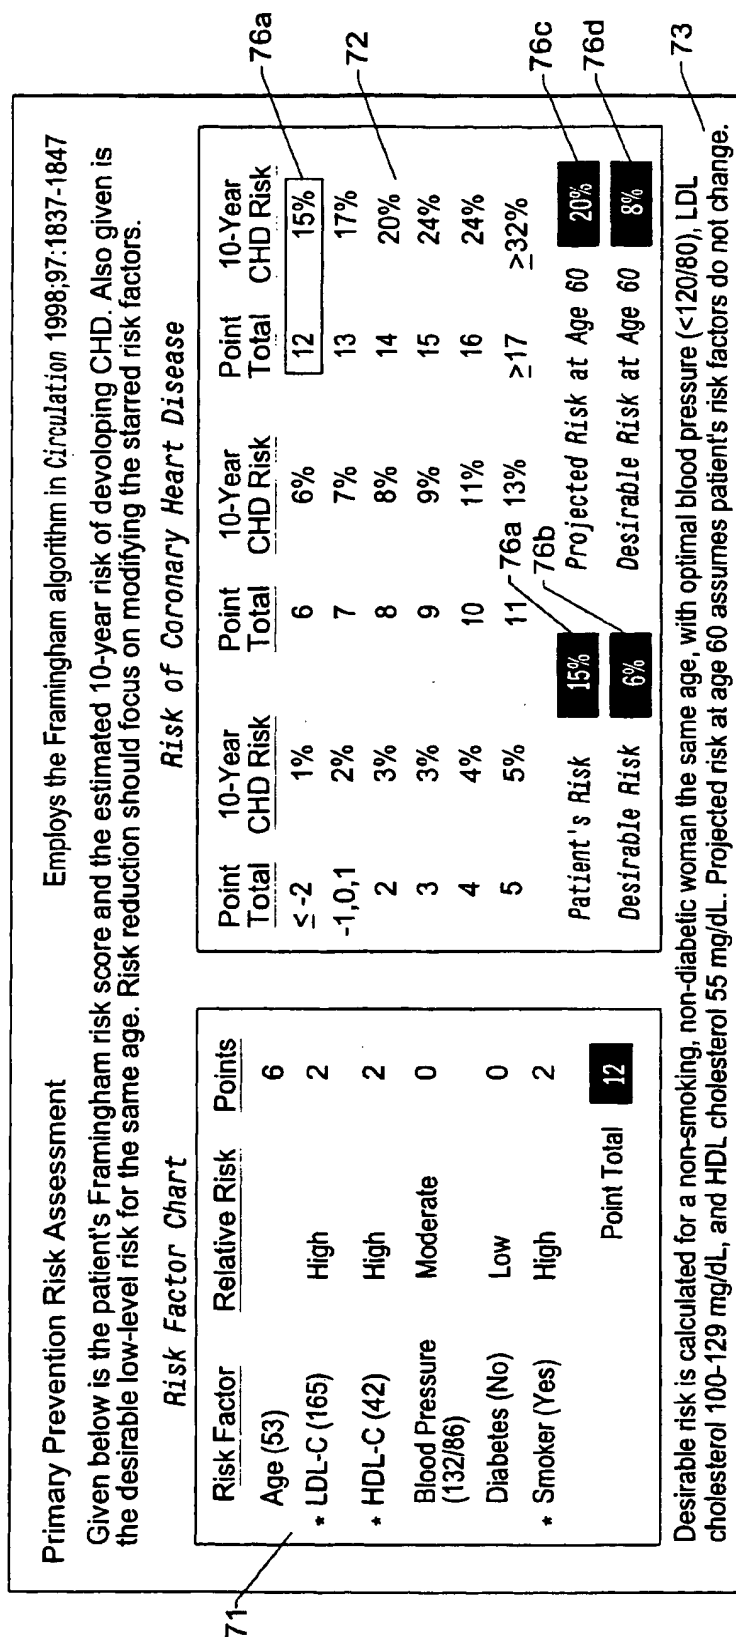 Primary Prevention Risk Assessment Employs the Framingham algorithm in Circulation 1998;97:1837-1847
Given below is the patient's Framingham risk score and the estimated 10-year risk of devoloping CHD. Also given is
the desirable low-level risk for the same age. Risk reduction should focus on modifying the starred risk factors.
Risk Factor Chart
71
Risk Factor Relative Risk Points
Age (53) 6
* LDL-C (165) High 2
* HDL-C (42) High 2
Blood Pressure Moderate 0
(132/86)
Diabetes (No) Low 0
* Smoker (Yes) High 2
Point Total 12
Risk of Coronary Heart Disease
Point 10-Year Point 10-Year Point 10-Year
Total CHD Risk Total CHD Risk Total CHD Risk
≤ -2 1% 6 6% 12 15% 76a
-1,0,1 2% 7 7% 13 17%
2 3% 8 8% 14 20% 72
3 3% 9 9% 15 24%
4 4% 10 11% 16 24%
5 5% 11 13% ≥17 ≥32%
76a
76b
Patient's Risk 15% Projected Risk at Age 60 20% 76c
Desirable Risk 6% Desirable Risk at Age 60 8% 76d
Desirable risk is calculated for a non-smoking, non-diabetic woman the same age, with optimal blood pressure (<120/80), LDL
cholesterol 100-129 mg/dL, and HDL cholesterol 55 mg/dL. Projected risk at age 60 assumes patient's risk factors do not change.
73